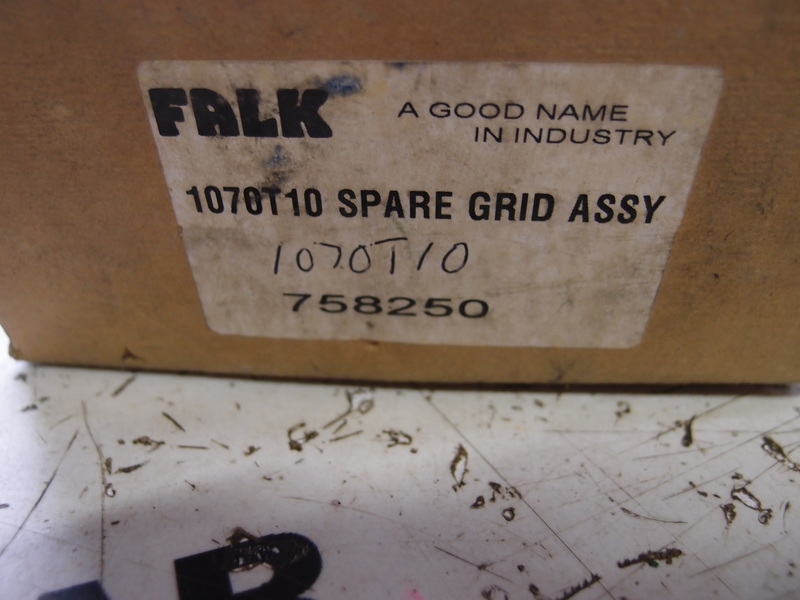 FALK
A GOOD NAME
IN INDUSTRY
1070T10 SPARE GRID ASSY
1070T10
758250